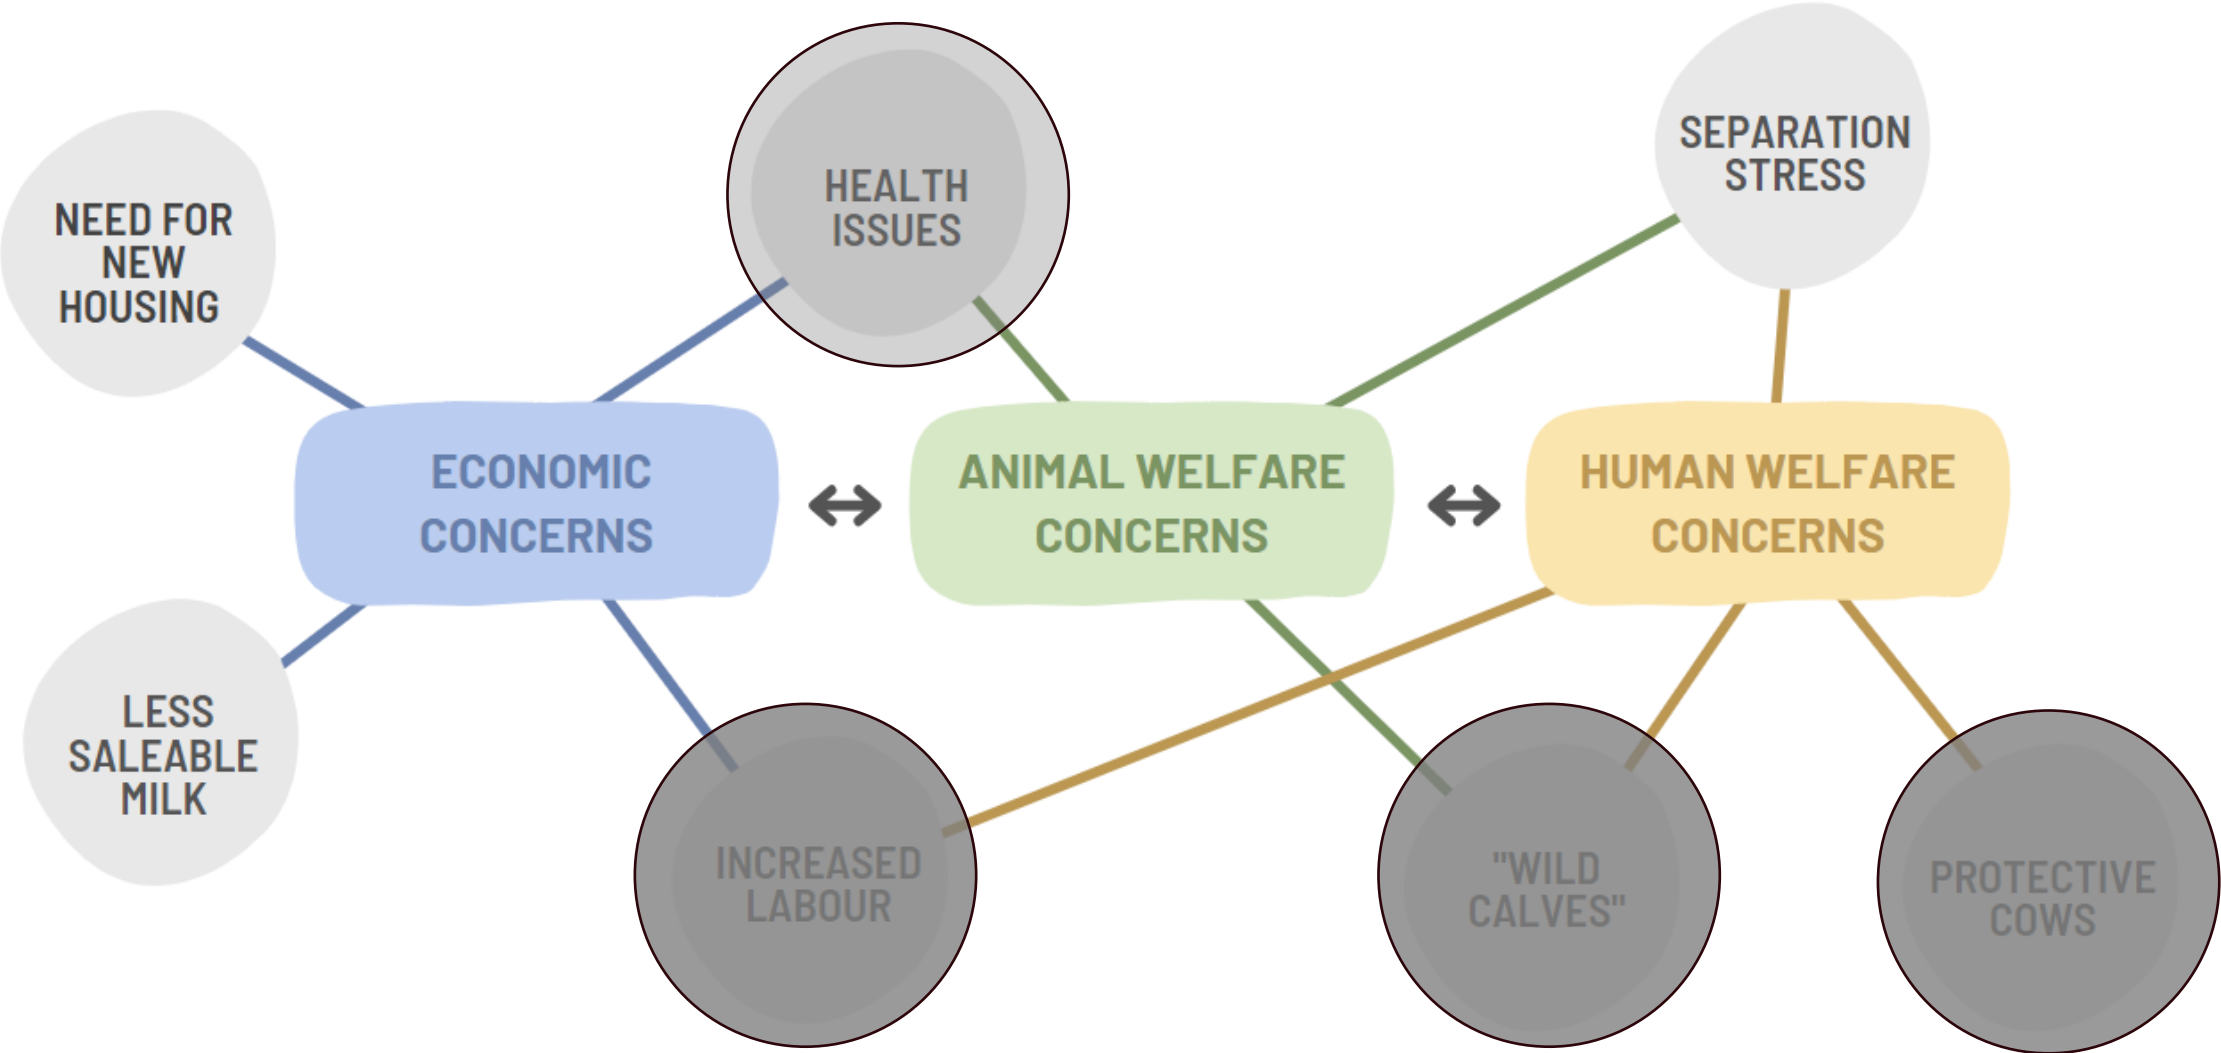 NEED FOR
NEW
HOUSING
HEALTH
ISSUES
SEPARATION
STRESS
ECONOMIC
CONCERNS
ANIMAL WELFARE
CONCERNS
HUMAN WELFARE
CONCERNS
LESS
SALEABLE
MILK
INCREASED
LABOUR
"WILD
CALVES"
PROTECTIVE
COWS